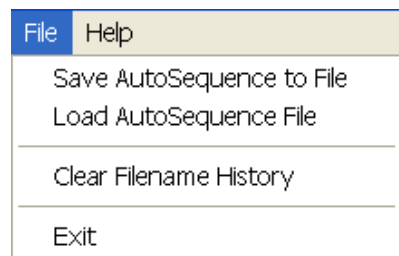 File Help
Save AutoSequence to File
Load AutoSequence File
Clear Filename History
Exit